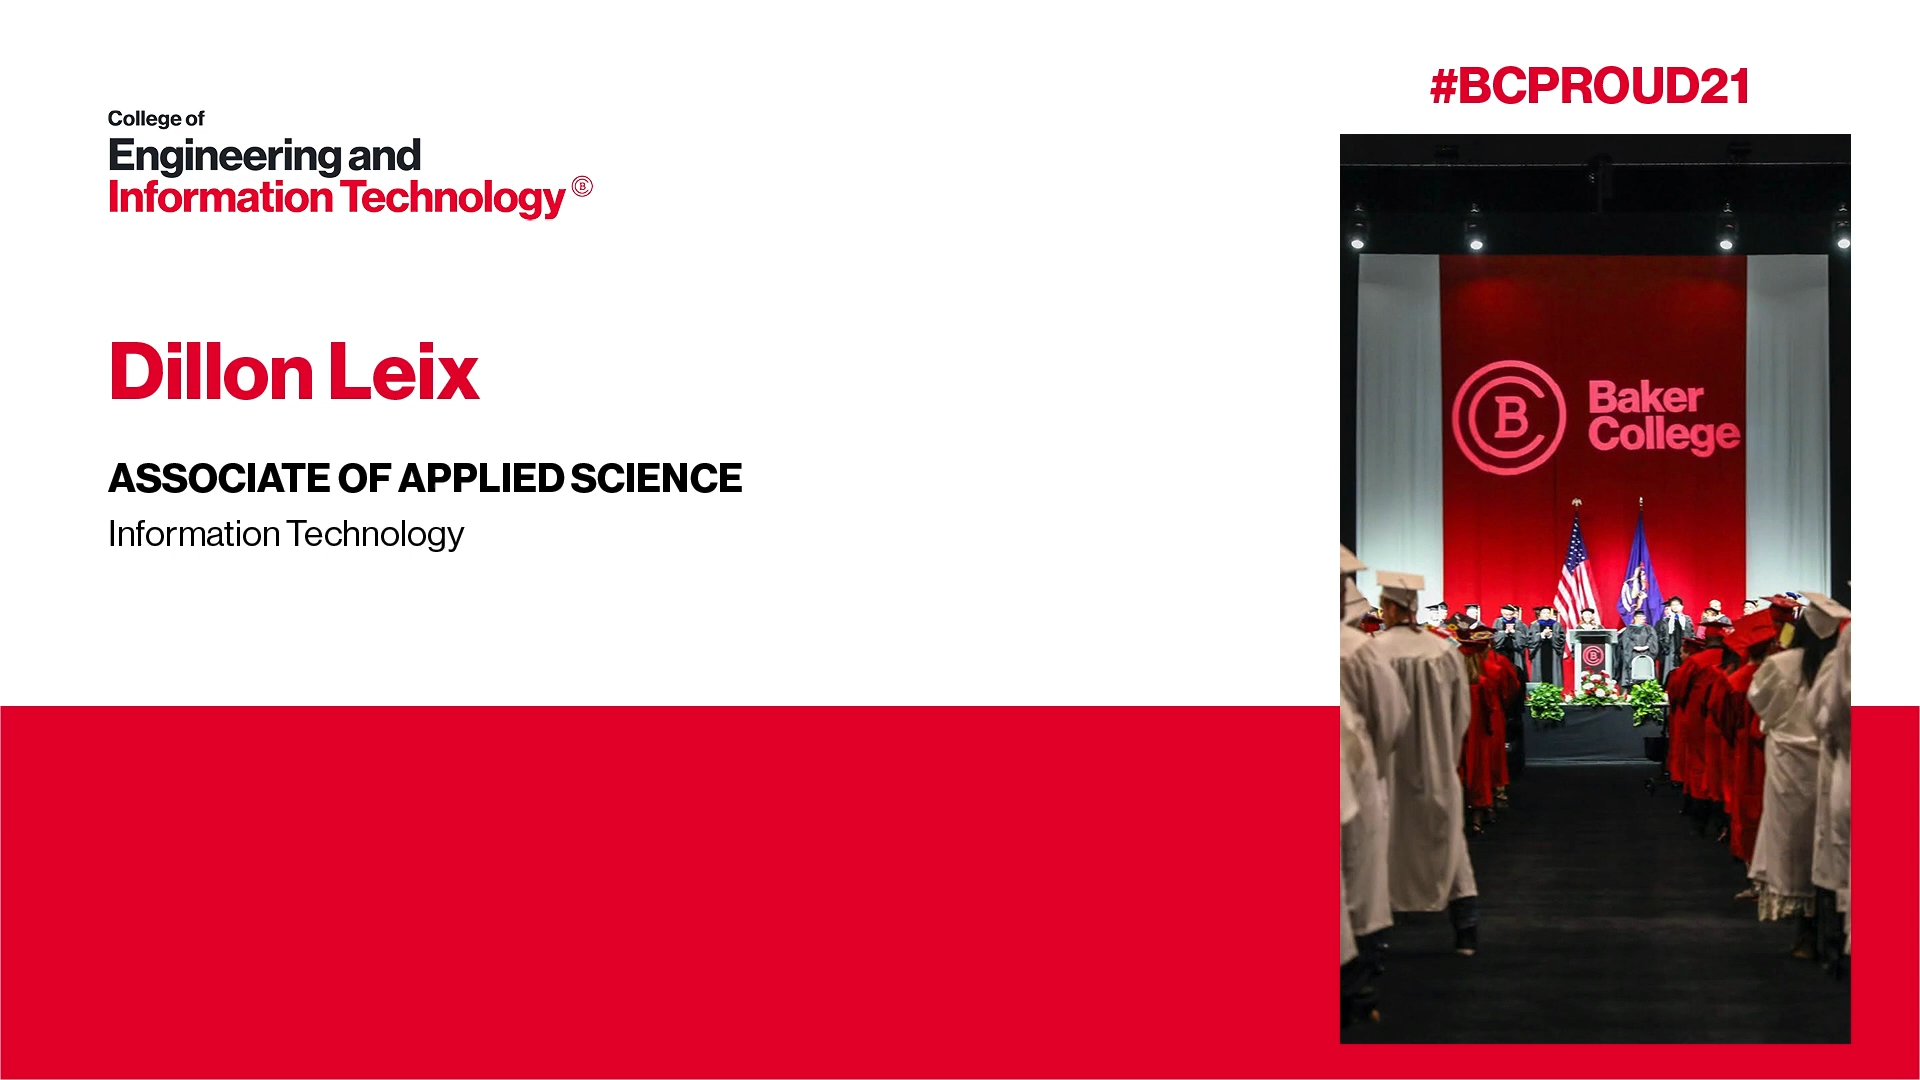 College of
Engineering and
Information Technology
B
Dillon Leix
ASSOCIATE OF APPLIED SCIENCE
Information Technology
#BCPROUD21
B
Baker
College
B